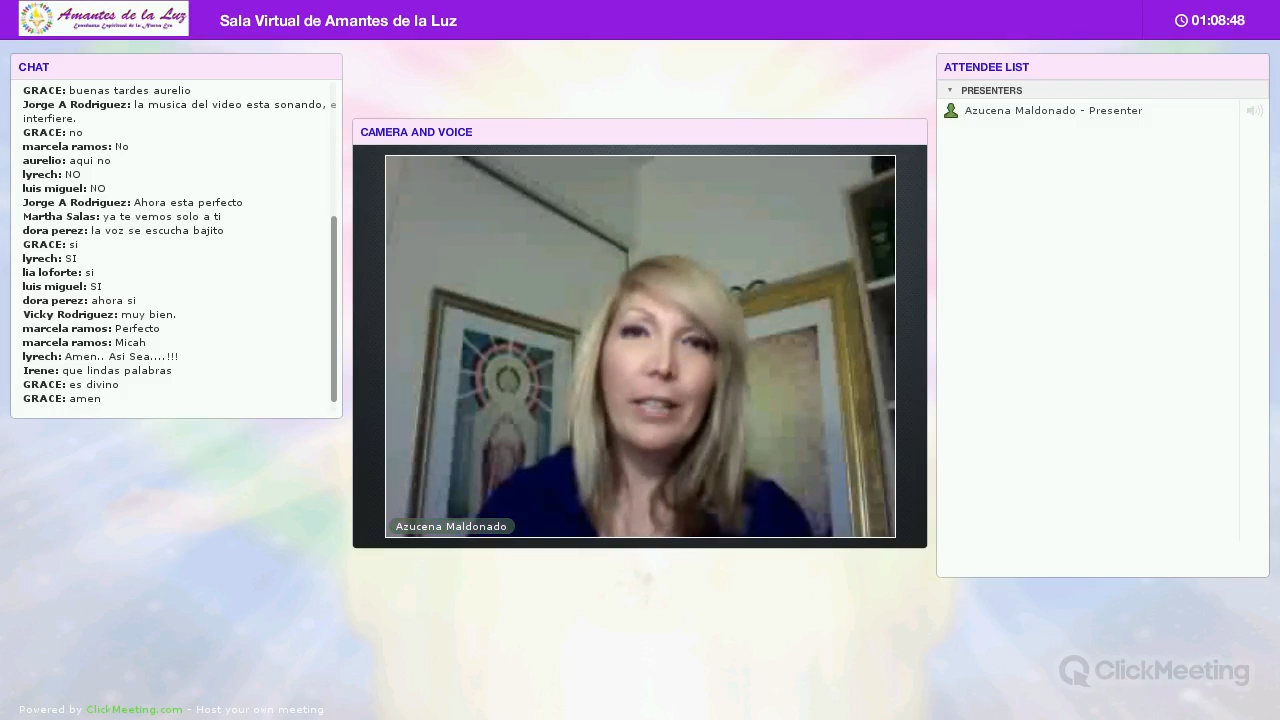 Amantes de la Luz
Enseñanza Espiritual de la Nueva Era
Sala Virtual de Amantes de la Luz
01:08:48
CHAT
GRACE: buenas tardes aurelio
Jorge A Rodriguez: la musica del video esta sonando, e
interfiere.
GRACE: no
marcela ramos: No
aurelio: aqui no
lyrech: NO
luis miguel: NO
Jorge A Rodriguez: Ahora esta perfecto
Martha Salas: ya te vemos solo a ti
dora perez: la voz se escucha bajito
GRACE: si
lyrech: SI
lia loforte: si
luis miguel: SI
dora perez: ahora si
Vicky Rodriguez: muy bien.
marcela ramos: Perfecto
marcela ramos: Micah
lyrech: Amen.. Asi Sea....!!!
Irene: que lindas palabras
GRACE: es divino
GRACE: amen
CAMERA AND VOICE
Azucena Maldonado
ATTENDEE LIST
PRESENTERS
Azucena Maldonado - Presenter
ClickMeeting
Powered by ClickMeeting.com - Host your own meeting